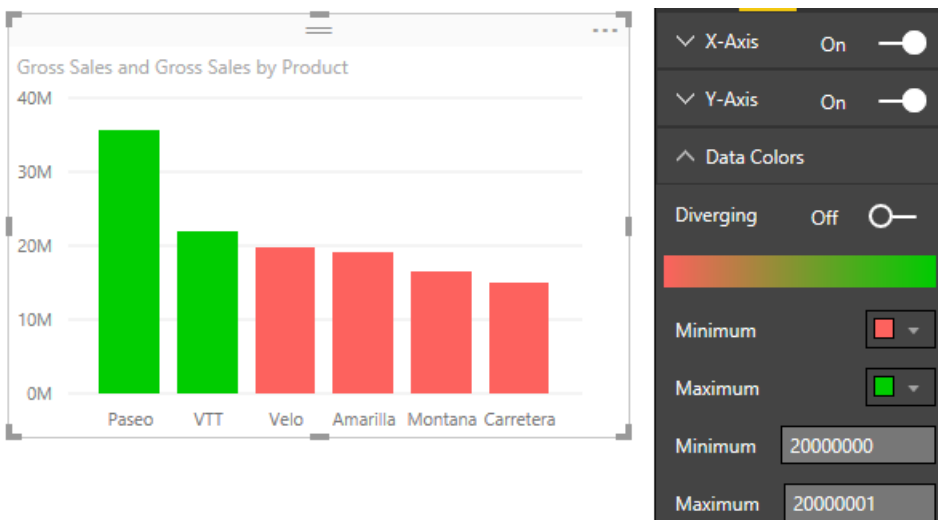 Gross Sales and Gross Sales by Product
40M
30M
20M
10M
0M
Paseo VTT Velo Amarilla Montana Carretera
X-Axis On
Y-Axis On
Data Colors
Diverging Off
Minimum
Maximum
Minimum 20000000
Maximum 20000001